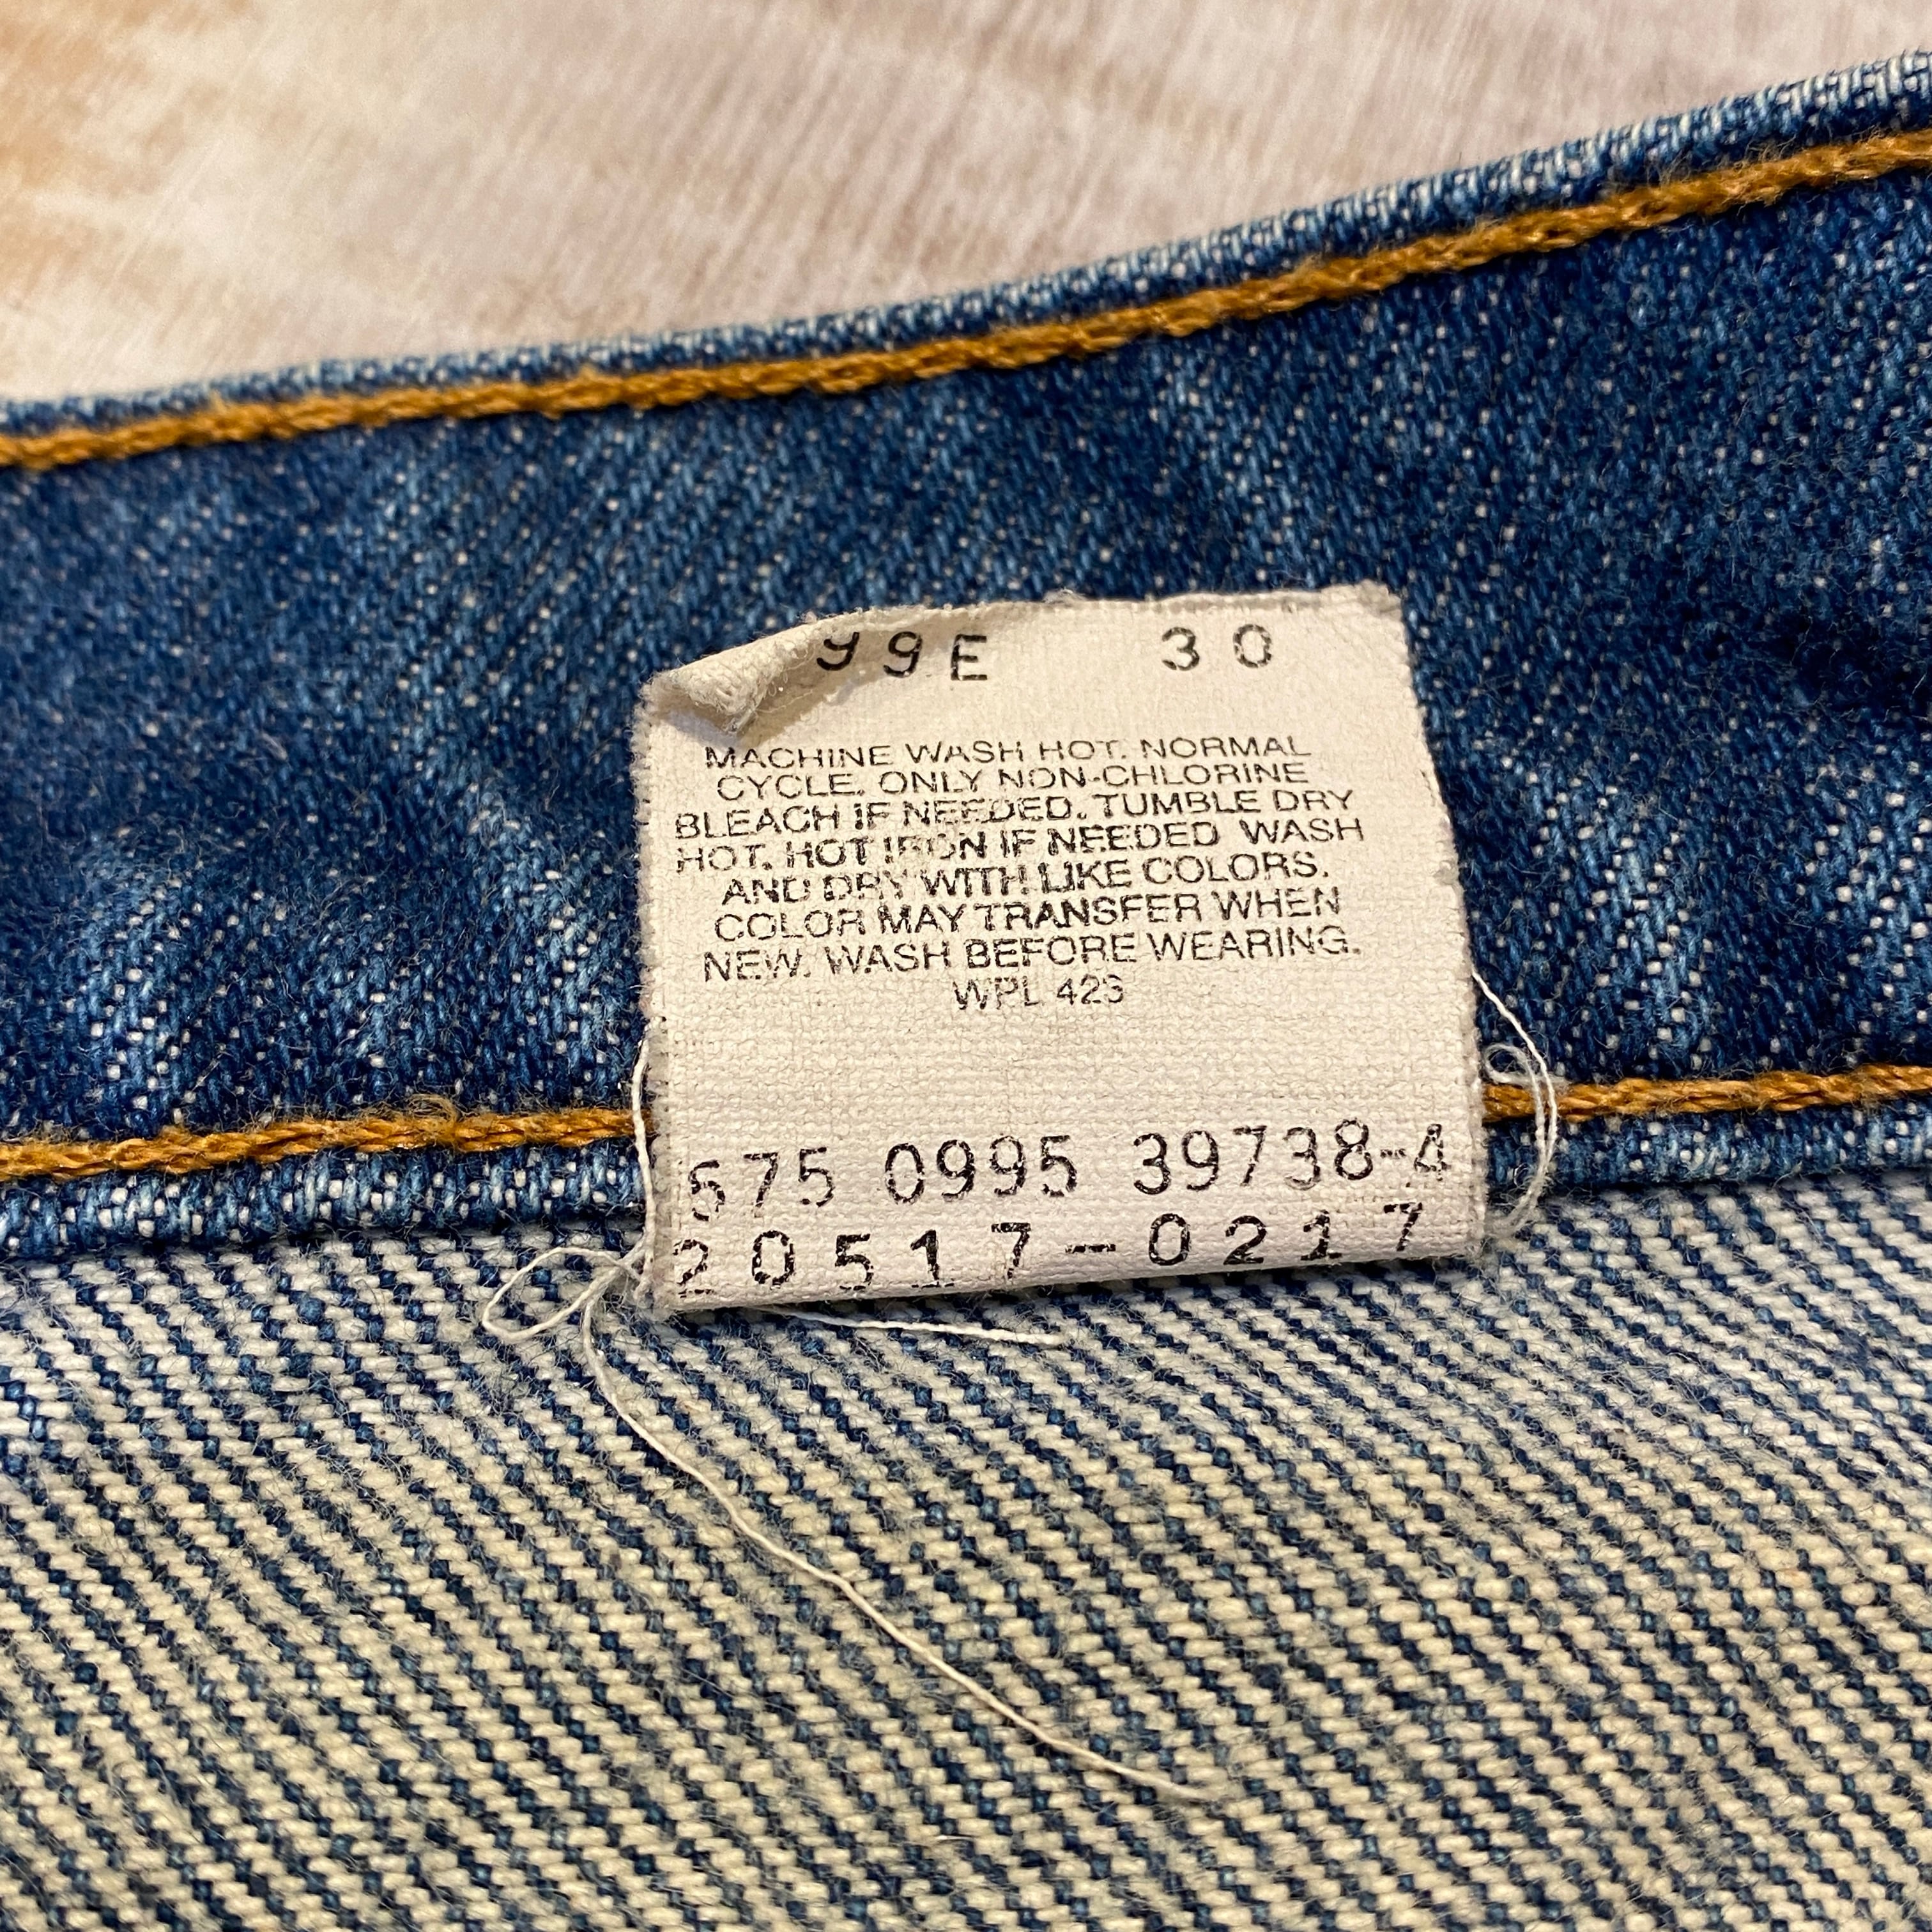 99E 30
MACHINE WASH HOT. NORMAL
CYCLE. ONLY NON-CHLORINE
BLEACH IF NEEDED. TUMBLE DRY
HOT. HOT IRON IF NEEDED WASH
AND DRY WITH LIKE COLORS.
COLOR MAY TRANSFER WHEN
NEW. WASH BEFORE WEARING.
WPL 423
575 0995 39738-4
20517-0217